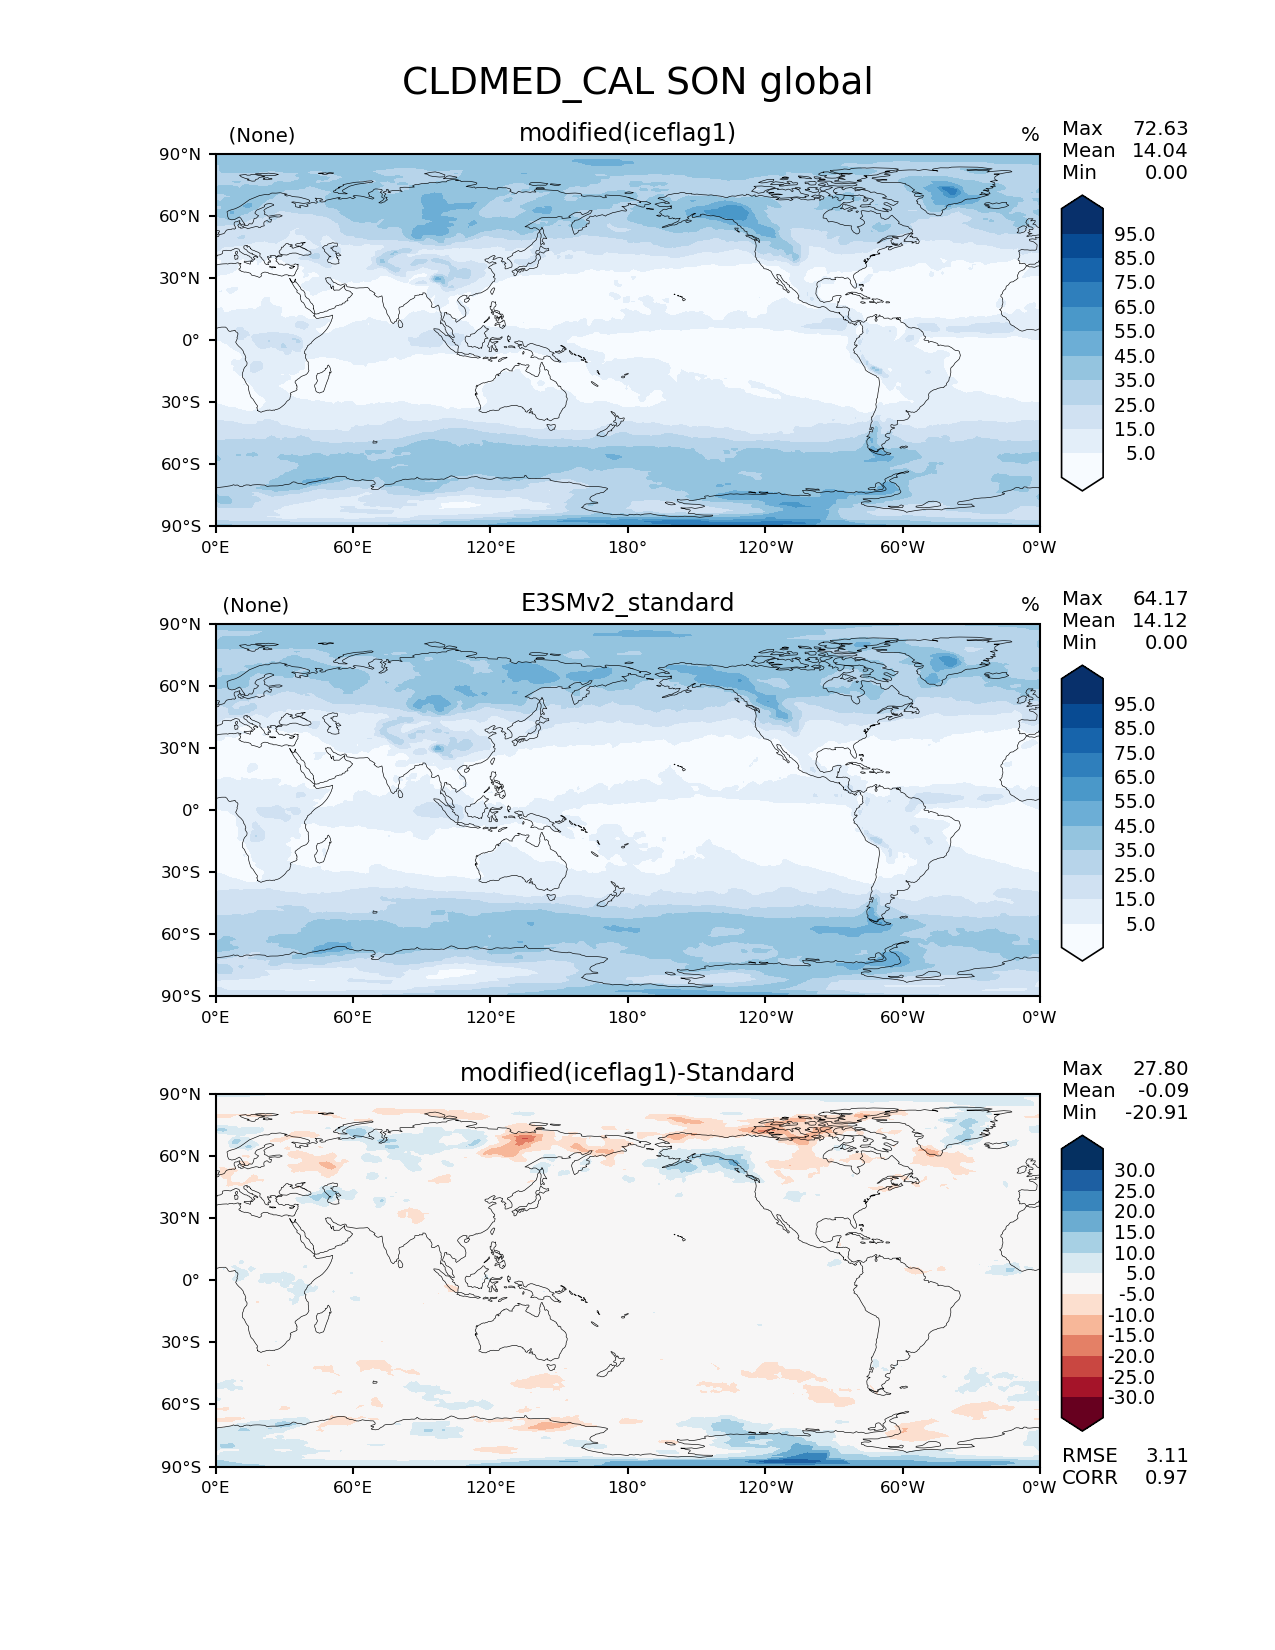 CLDMED_CAL SON global
(None) modified(iceflag1) %
Max 72.63
Mean 14.04
Min 0.00
90°N
60°N
30°N
0°
30°S
60°S
90°S
0°E 60°E 120°E 180° 120°W 60°W 0°W
95.0
85.0
75.0
65.0
55.0
45.0
35.0
25.0
15.0
5.0
(None) E3SMv2_standard %
Max 64.17
Mean 14.12
Min 0.00
90°N
60°N
30°N
0°
30°S
60°S
90°S
0°E 60°E 120°E 180° 120°W 60°W 0°W
95.0
85.0
75.0
65.0
55.0
45.0
35.0
25.0
15.0
5.0
modified(iceflag1)-Standard
Max 27.80
Mean -0.09
Min -20.91
90°N
60°N
30°N
0°
30°S
60°S
90°S
0°E 60°E 120°E 180° 120°W 60°W 0°W
30.0
25.0
20.0
15.0
10.0
5.0
-5.0
-10.0
-15.0
-20.0
-25.0
-30.0
RMSE 3.11
CORR 0.97